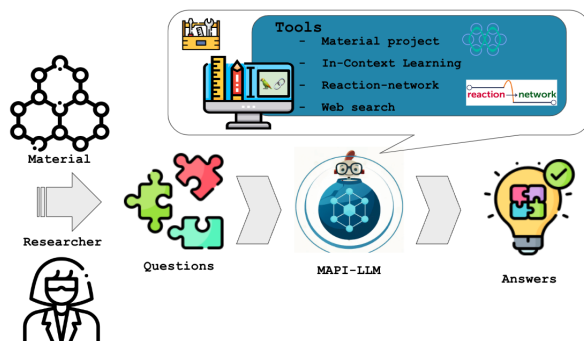 Tools
- Material project
- In-Context Learning
- Reaction-network
- Web search
reaction network
Material
Researcher
Questions
MAPI-LLM
Answers